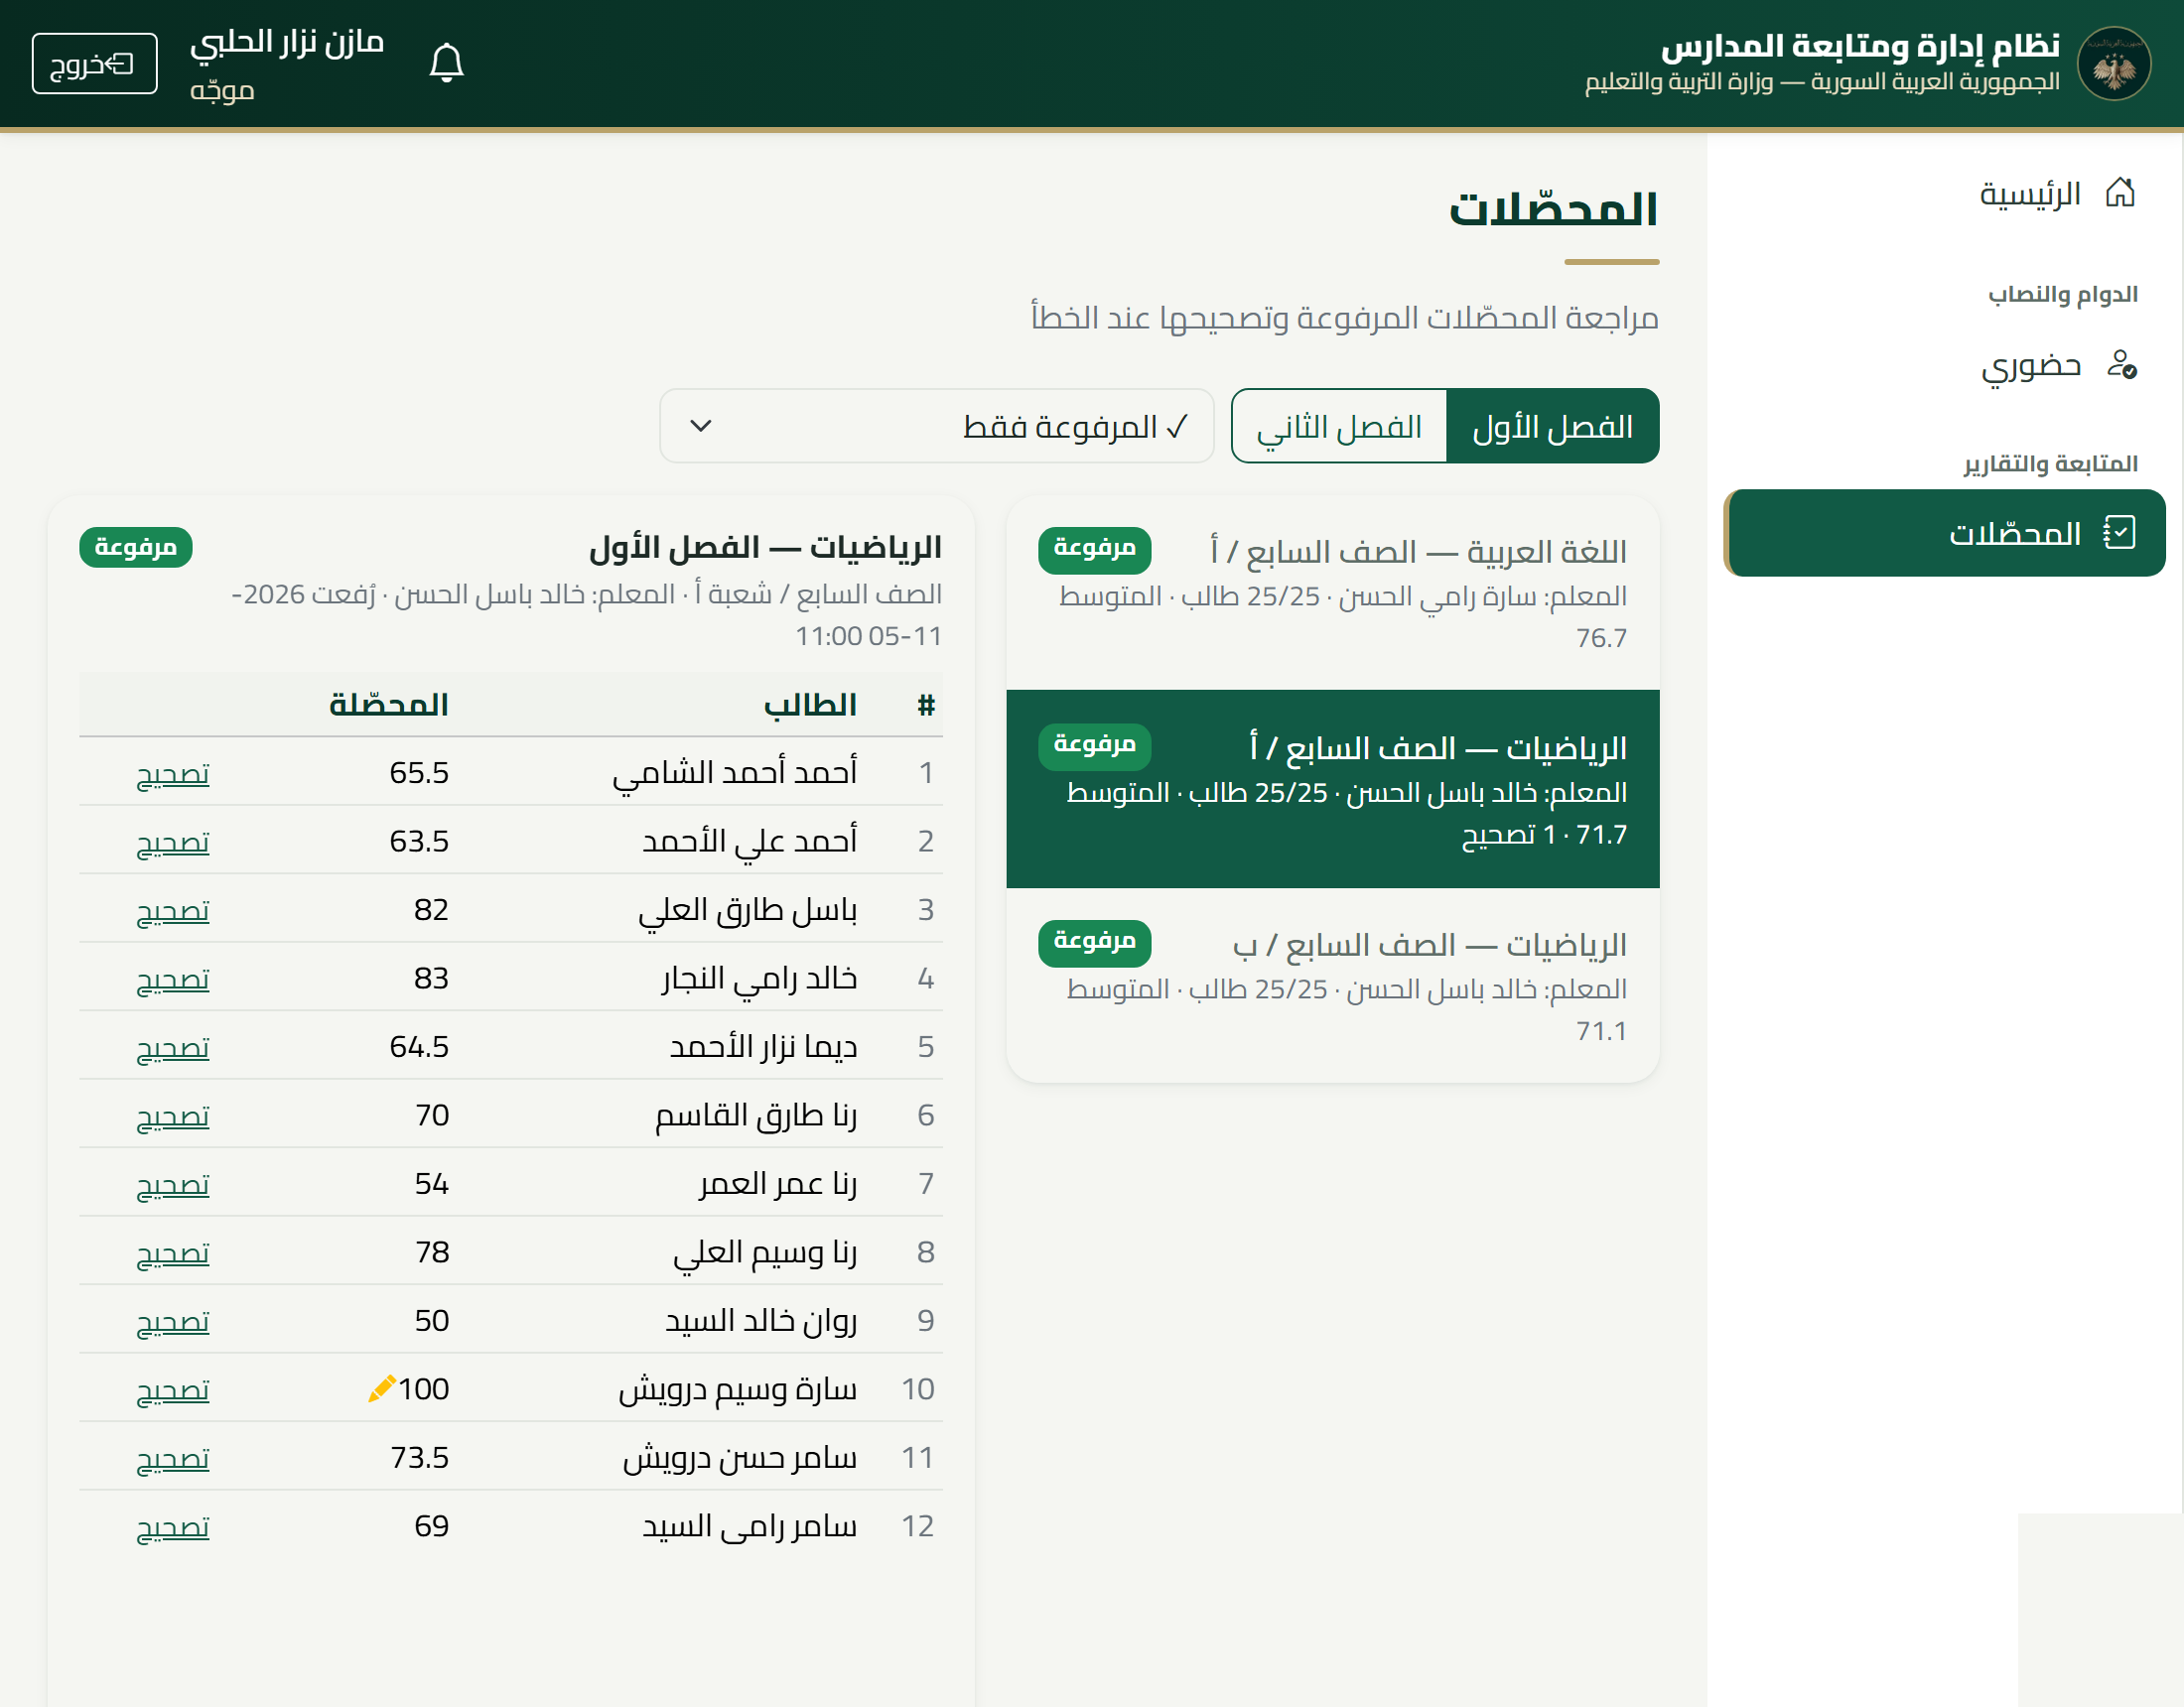 نظام إدارة ومتابعة المدارس
الجمهورية العربية السورية — وزارة التربية والتعليم
مازن نزار الحلبي
موجّه
خروج
الرئيسية
الدوام والنصاب
حضوري
المتابعة والتقارير
المحصّلات
المحصّلات
مراجعة المحصّلات المرفوعة وتصحيحها عند الخطأ
الفصل الأول
الفصل الثاني
✓ المرفوعة فقط
اللغة العربية — الصف السابع / أ
مرفوعة
المعلم: سارة رامي الحسن · 25/25 طالب · المتوسط
76.7
الرياضيات — الصف السابع / أ
مرفوعة
المعلم: خالد باسل الحسن · 25/25 طالب · المتوسط
71.7 · 1 تصحيح
الرياضيات — الصف السابع / ب
مرفوعة
المعلم: خالد باسل الحسن · 25/25 طالب · المتوسط
71.1
الرياضيات — الفصل الأول
مرفوعة
الصف السابع / شعبة أ · المعلم: خالد باسل الحسن · رُفعت 2026-
05-11 11:00
# الطالب المحصّلة
1 أحمد أحمد الشامي 65.5 تصحيح
2 أحمد علي الأحمد 63.5 تصحيح
3 باسل طارق العلي 82 تصحيح
4 خالد رامي النجار 83 تصحيح
5 ديما نزار الأحمد 64.5 تصحيح
6 رنا طارق القاسم 70 تصحيح
7 رنا عمر العمر 54 تصحيح
8 رنا وسيم العلي 78 تصحيح
9 روان خالد السيد 50 تصحيح
10 سارة وسيم درويش 100 تصحيح
11 سامر حسن درويش 73.5 تصحيح
12 سامر رامي السيد 69 تصحيح